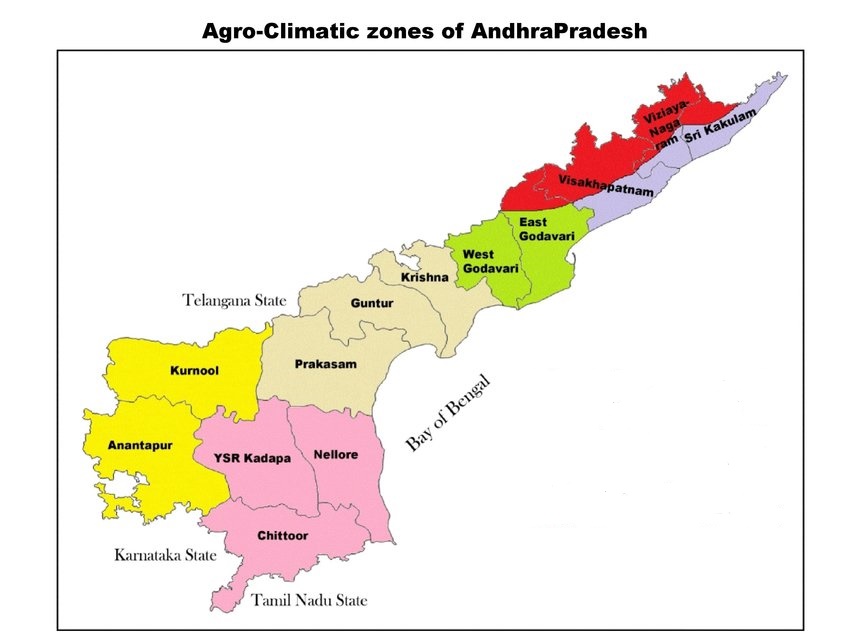 Agro-Climatic zones of AndhraPradesh
Viziaya-
Naga
ram
Sri Kakulam
Visakhapatnam
East
Godavari
West
Godavari
Krishna
Telangana State
Guntur
Prakasam
Kurnool
Bay of Bengal
Anantapur
YSR Kadapa
Nellore
Chittoor
Karnataka State
Tamil Nadu State